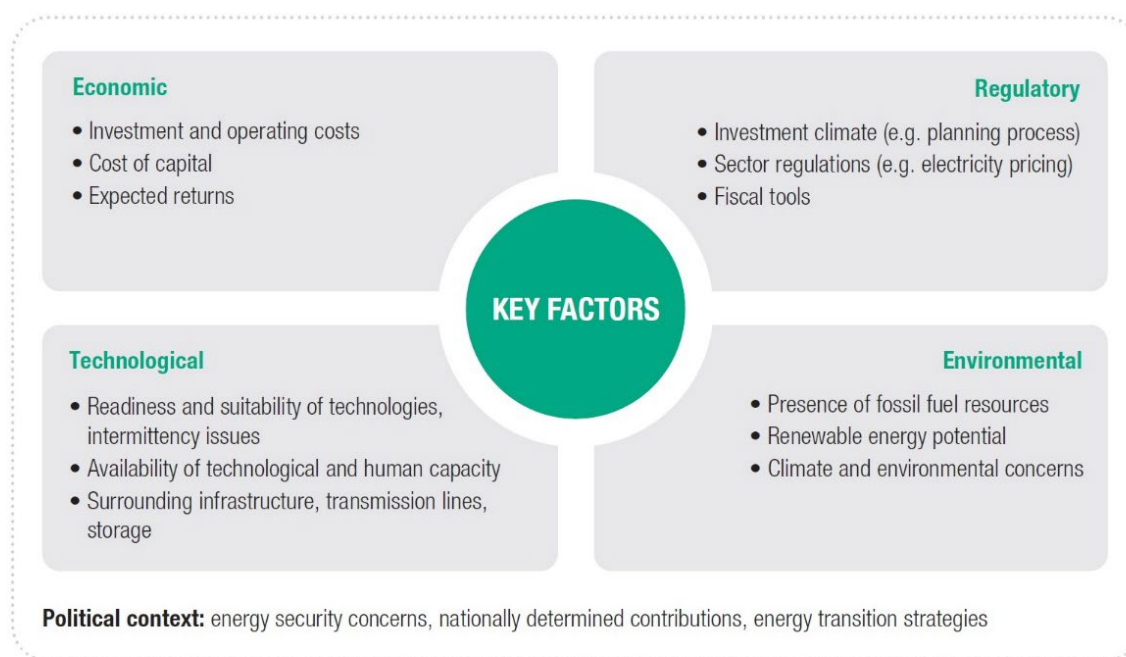 Economic
• Investment and operating costs
• Cost of capital
• Expected returns
Regulatory
• Investment climate (e.g. planning process)
• Sector regulations (e.g. electricity pricing)
• Fiscal tools
KEY FACTORS
Technological
• Readiness and suitability of technologies,
intermittency issues
• Availability of technological and human capacity
• Surrounding infrastructure, transmission lines,
storage
Environmental
• Presence of fossil fuel resources
• Renewable energy potential
• Climate and environmental concerns
Political context: energy security concerns, nationally determined contributions, energy transition strategies